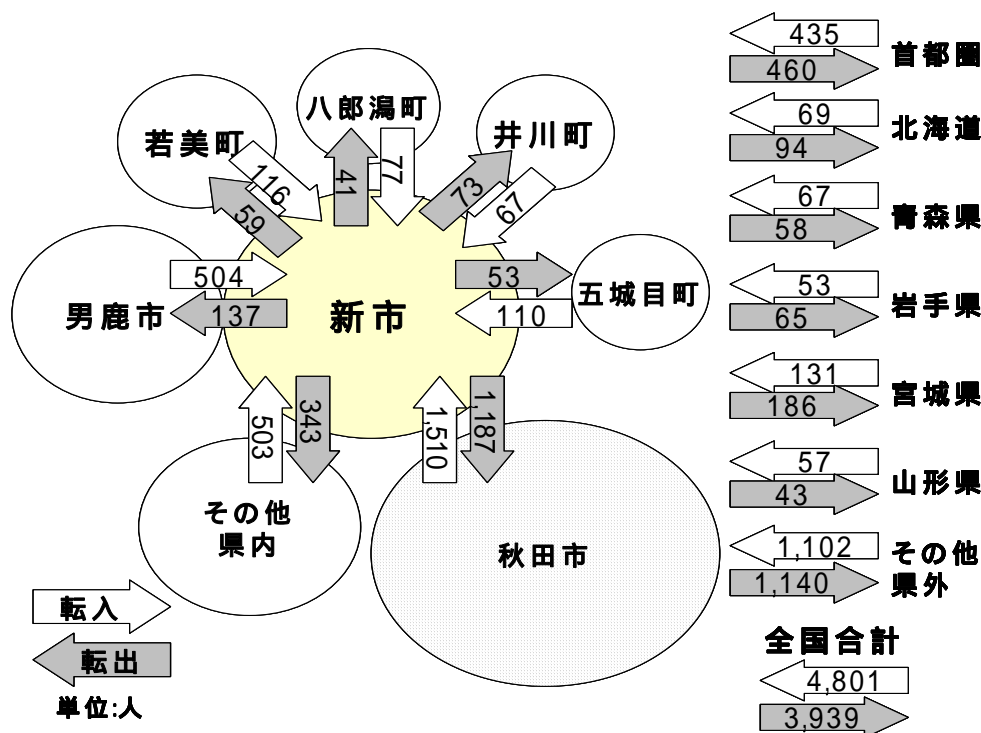 435
首都圏
460
八郎潟町
69
北海道
94
若美町
井川町
116
59
41
77
73
67
67
青森県
58
504
男鹿市
137
新市
53
五城目町
110
53
岩手県
65
131
宮城県
186
503
343
1,510
1,187
57
山形県
43
その他
県内
秋田市
1,102
その他
県外
1,140
転入
転出
単位:人
全国合計
4,801
3,939